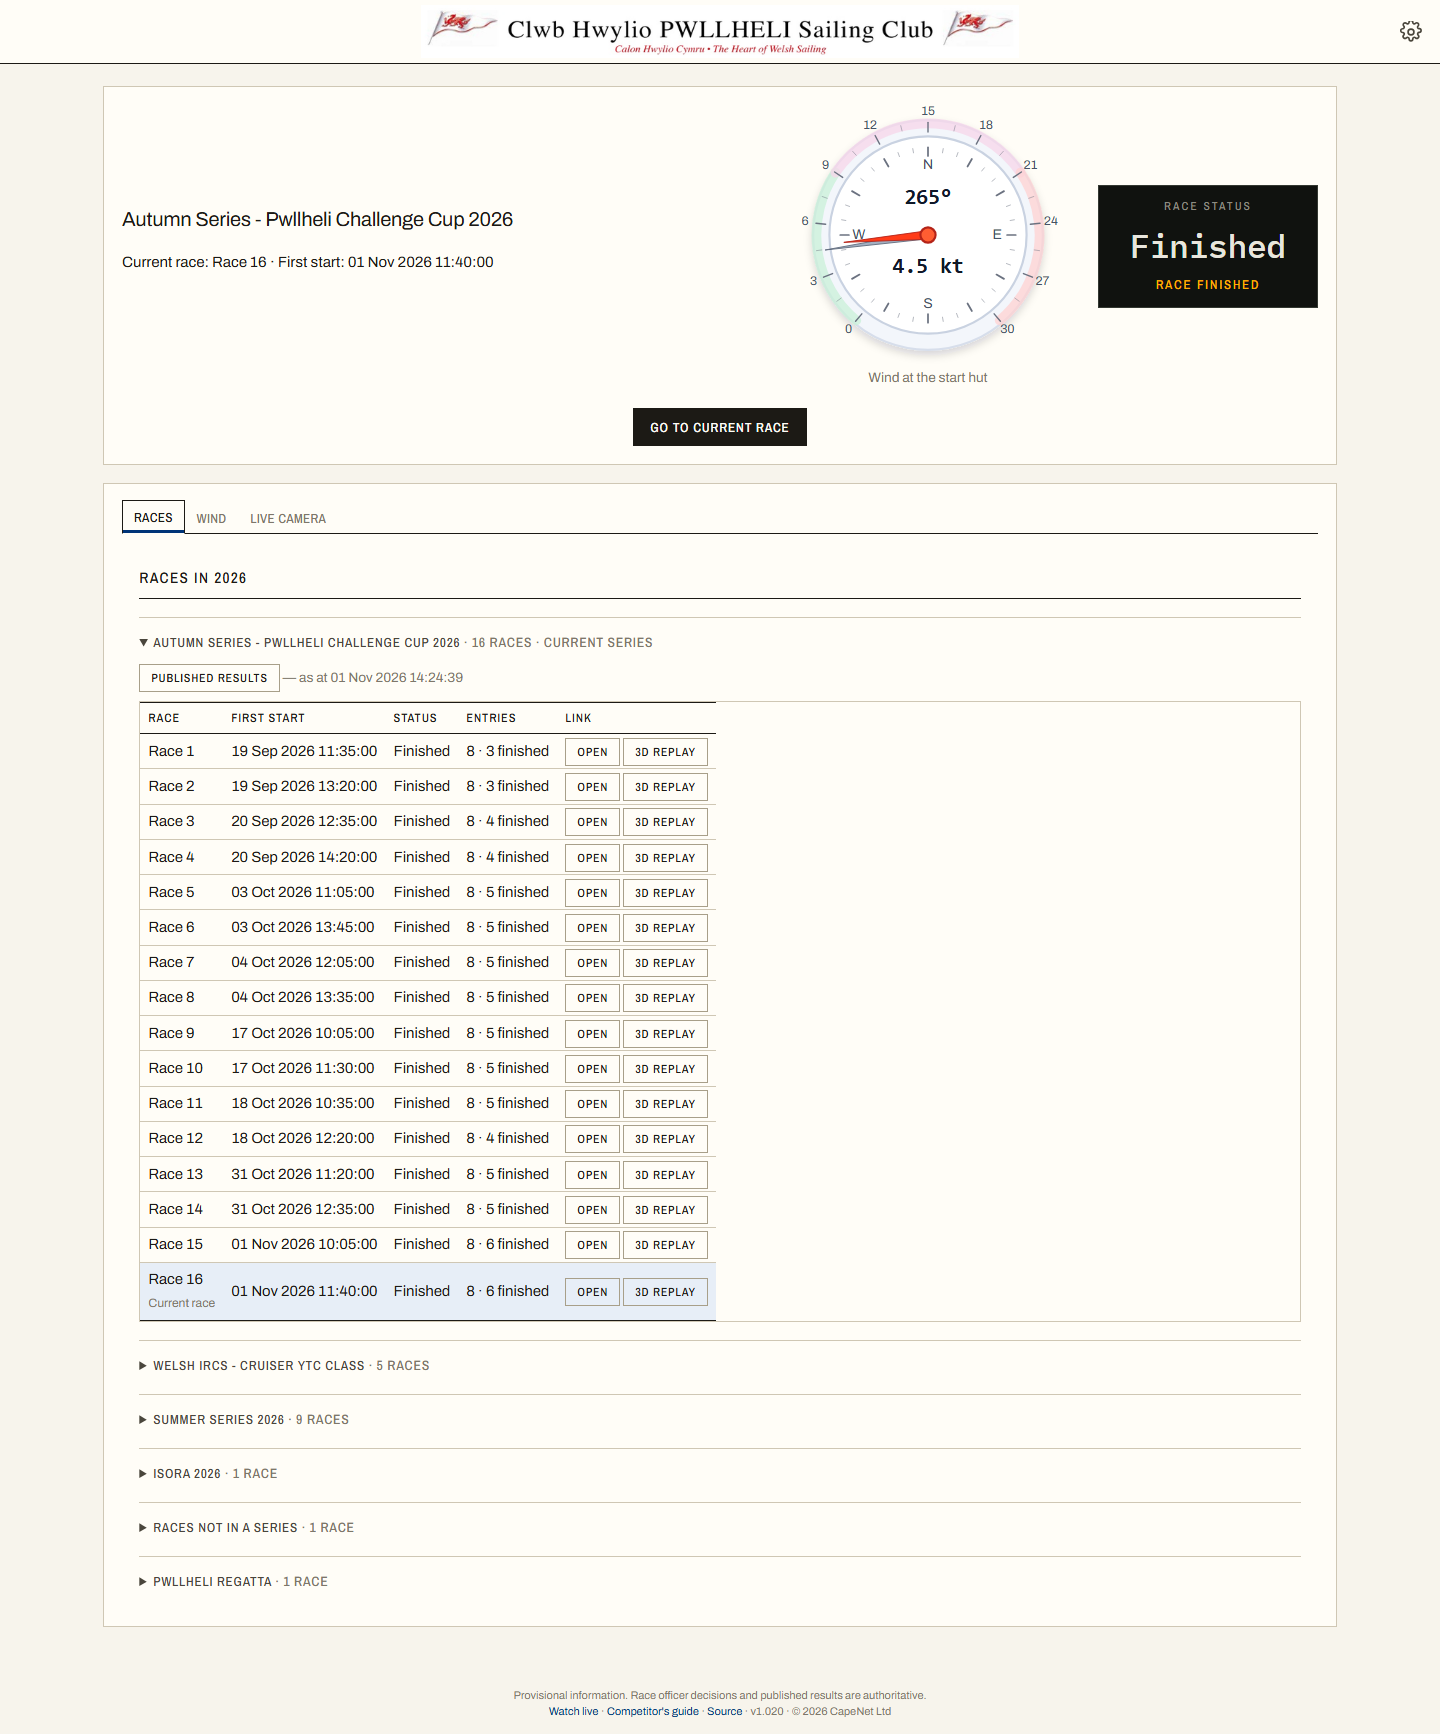 Clwb Hwylio PWLLHELI Sailing Club
Calon Hwylio Cymru • The Heart of Welsh Sailing
Autumn Series - Pwllheli Challenge Cup 2026
Current race: Race 16 · First start: 01 Nov 2026 11:40:00
15
12
18
9
21
N
265°
6
24
W
E
4.5 kt
3
27
S
0
30
Wind at the start hut
RACE STATUS
Finished
RACE FINISHED
GO TO CURRENT RACE
RACES WIND LIVE CAMERA
RACES IN 2026
▼ AUTUMN SERIES - PWLLHELI CHALLENGE CUP 2026 · 16 RACES · CURRENT SERIES
PUBLISHED RESULTS — as at 01 Nov 2026 14:24:39
RACE FIRST START STATUS ENTRIES LINK
Race 1 19 Sep 2026 11:35:00 Finished 8 · 3 finished OPEN 3D REPLAY
Race 2 19 Sep 2026 13:20:00 Finished 8 · 3 finished OPEN 3D REPLAY
Race 3 20 Sep 2026 12:35:00 Finished 8 · 4 finished OPEN 3D REPLAY
Race 4 20 Sep 2026 14:20:00 Finished 8 · 4 finished OPEN 3D REPLAY
Race 5 03 Oct 2026 11:05:00 Finished 8 · 5 finished OPEN 3D REPLAY
Race 6 03 Oct 2026 13:45:00 Finished 8 · 5 finished OPEN 3D REPLAY
Race 7 04 Oct 2026 12:05:00 Finished 8 · 5 finished OPEN 3D REPLAY
Race 8 04 Oct 2026 13:35:00 Finished 8 · 5 finished OPEN 3D REPLAY
Race 9 17 Oct 2026 10:05:00 Finished 8 · 5 finished OPEN 3D REPLAY
Race 10 17 Oct 2026 11:30:00 Finished 8 · 5 finished OPEN 3D REPLAY
Race 11 18 Oct 2026 10:35:00 Finished 8 · 5 finished OPEN 3D REPLAY
Race 12 18 Oct 2026 12:20:00 Finished 8 · 4 finished OPEN 3D REPLAY
Race 13 31 Oct 2026 11:20:00 Finished 8 · 5 finished OPEN 3D REPLAY
Race 14 31 Oct 2026 12:35:00 Finished 8 · 5 finished OPEN 3D REPLAY
Race 15 01 Nov 2026 10:05:00 Finished 8 · 6 finished OPEN 3D REPLAY
Race 16 01 Nov 2026 11:40:00 Finished 8 · 6 finished OPEN 3D REPLAY
Current race
▶ WELSH IRCS - CRUISER YTC CLASS · 5 RACES
▶ SUMMER SERIES 2026 · 9 RACES
▶ ISORA 2026 · 1 RACE
▶ RACES NOT IN A SERIES · 1 RACE
▶ PWLLHELI REGATTA · 1 RACE
Provisional information. Race officer decisions and published results are authoritative.
Watch live · Competitor's guide · Source · v1.020 · © 2026 CapeNet Ltd